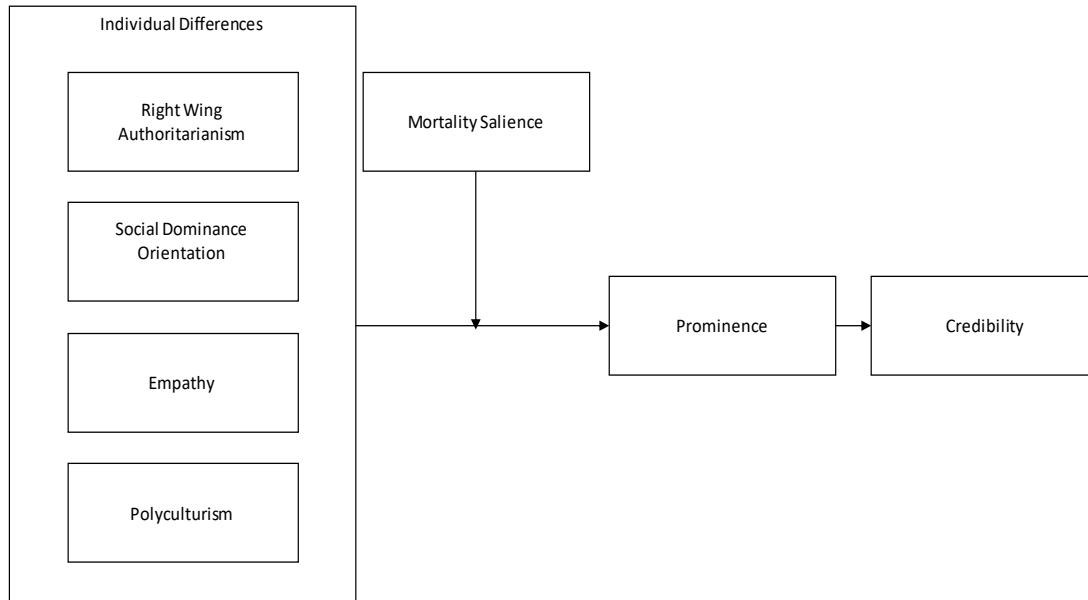 Individual Differences
Right Wing
Authoritarianism
Mortality Salience
Social Dominance
Orientation
Prominence
Credibility
Empathy
Polyculturism